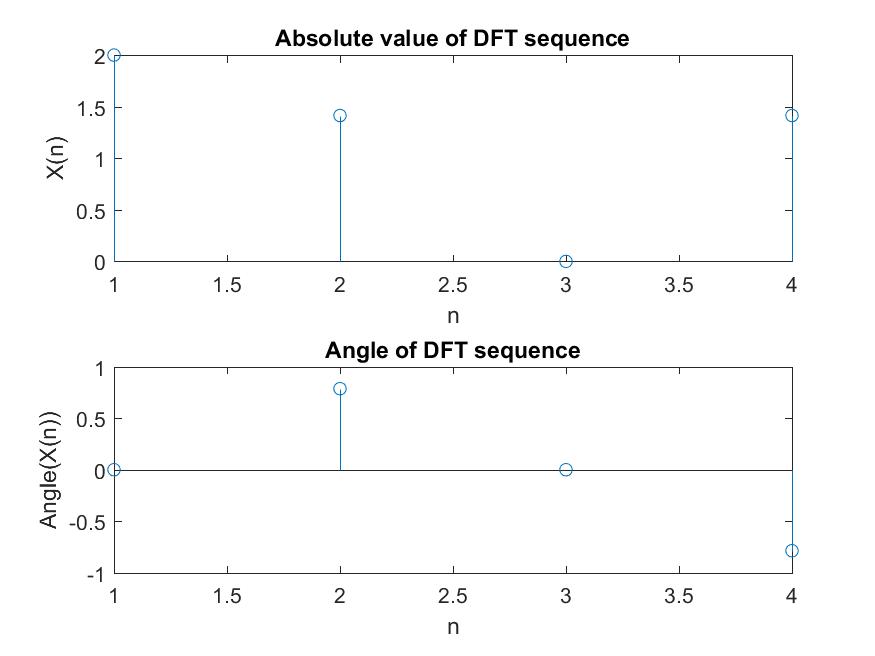 Absolute value of DFT sequence
2
1.5
1
0.5
0
X(n)
1 1.5 2 2.5 3 3.5 4
n
Angle of DFT sequence
1
0.5
0
-0.5
-1
Angle(X(n))
1 1.5 2 2.5 3 3.5 4
n